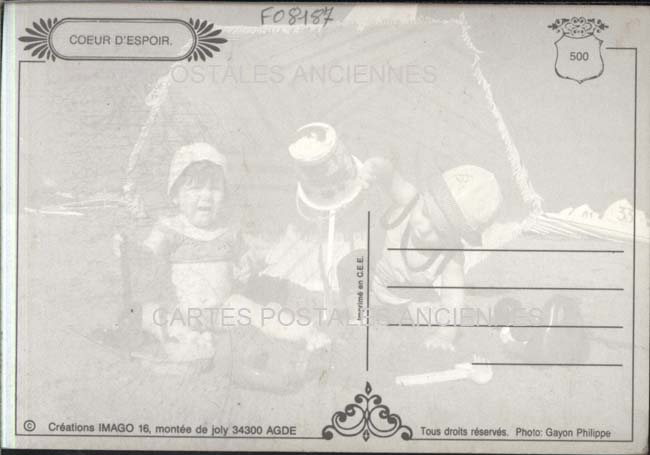 F08187
COEUR D'ESPOIR.
500
POSTALES ANCIENNES
Imprimé en C.E.E.
CARTES POSTALES ANCIENNES
© Créations IMAGO 16, montée de joly 34300 AGDE
Tous droits réservés. Photo: Gayon Philippe